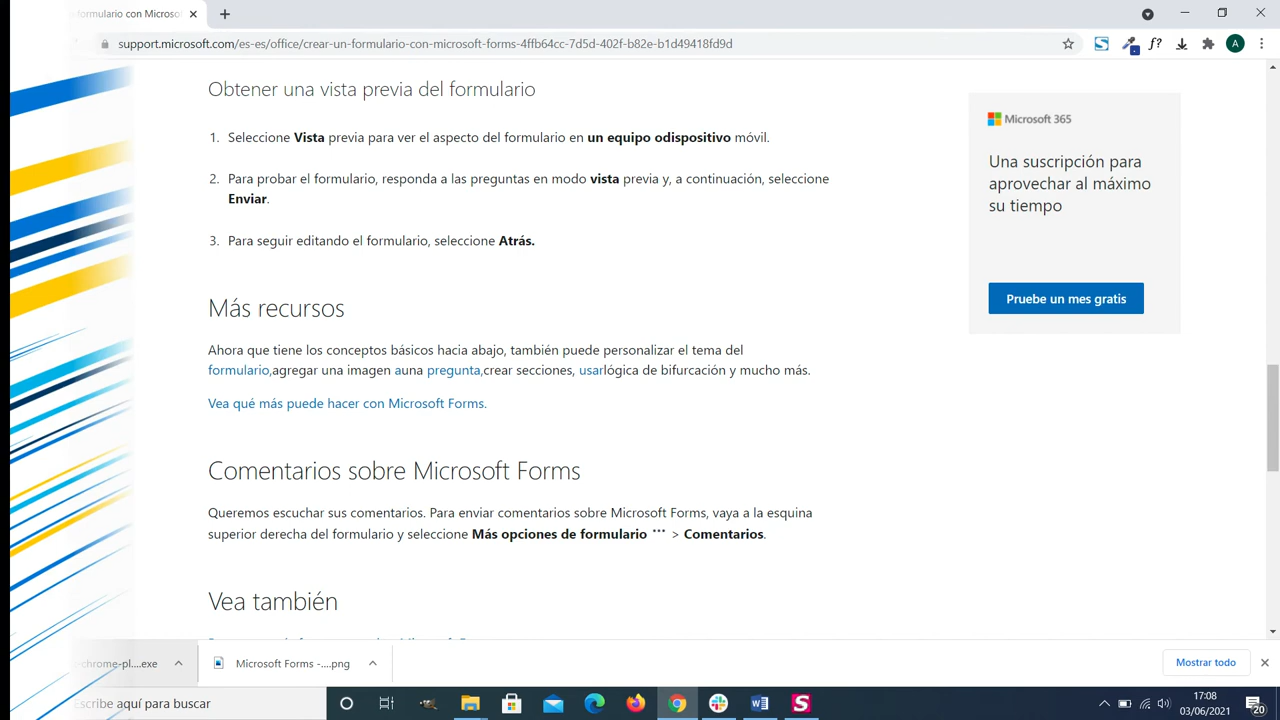 formulario con Microsof
support.microsoft.com/es-es/office/crear-un-formulario-con-microsoft-forms-4ffb64cc-7d5d-402f-b82e-b1d49418fd9d
f?
A
Obtener una vista previa del formulario
1. Seleccione Vista previa para ver el aspecto del formulario en un equipo odispositivo móvil.
2. Para probar el formulario, responda a las preguntas en modo vista previa y, a continuación, seleccione
Enviar.
3. Para seguir editando el formulario, seleccione Atrás.
Microsoft 365
Una suscripción para
aprovechar al máximo
su tiempo
Pruebe un mes gratis
Más recursos
Ahora que tiene los conceptos básicos hacia abajo, también puede personalizar el tema del
formulario,agregar una imagen auna pregunta,crear secciones, usarlógica de bifurcación y mucho más.
Vea qué más puede hacer con Microsoft Forms.
Comentarios sobre Microsoft Forms
Queremos escuchar sus comentarios. Para enviar comentarios sobre Microsoft Forms, vaya a la esquina
superior derecha del formulario y seleccione Más opciones de formulario ··· > Comentarios.
Vea también
chrome-pl....exe
Microsoft Forms -....png
Mostrar todo
Escribe aquí para buscar
17:08
03/06/2021
20